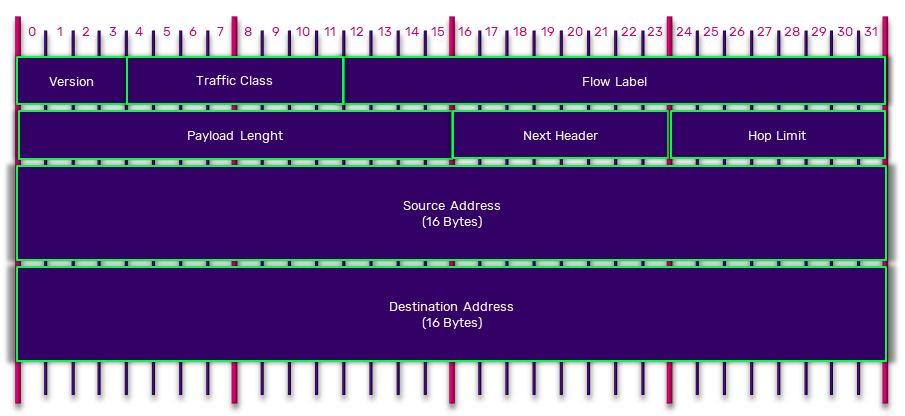 0 1 2 3 4 5 6 7 8 9 10 11 12 13 14 15 16 17 18 19 20 21 22 23 24 25 26 27 28 29 30 31
Version Traffic Class Flow Label
Payload Lenght Next Header Hop Limit
Source Address
(16 Bytes)
Destination Address
(16 Bytes)